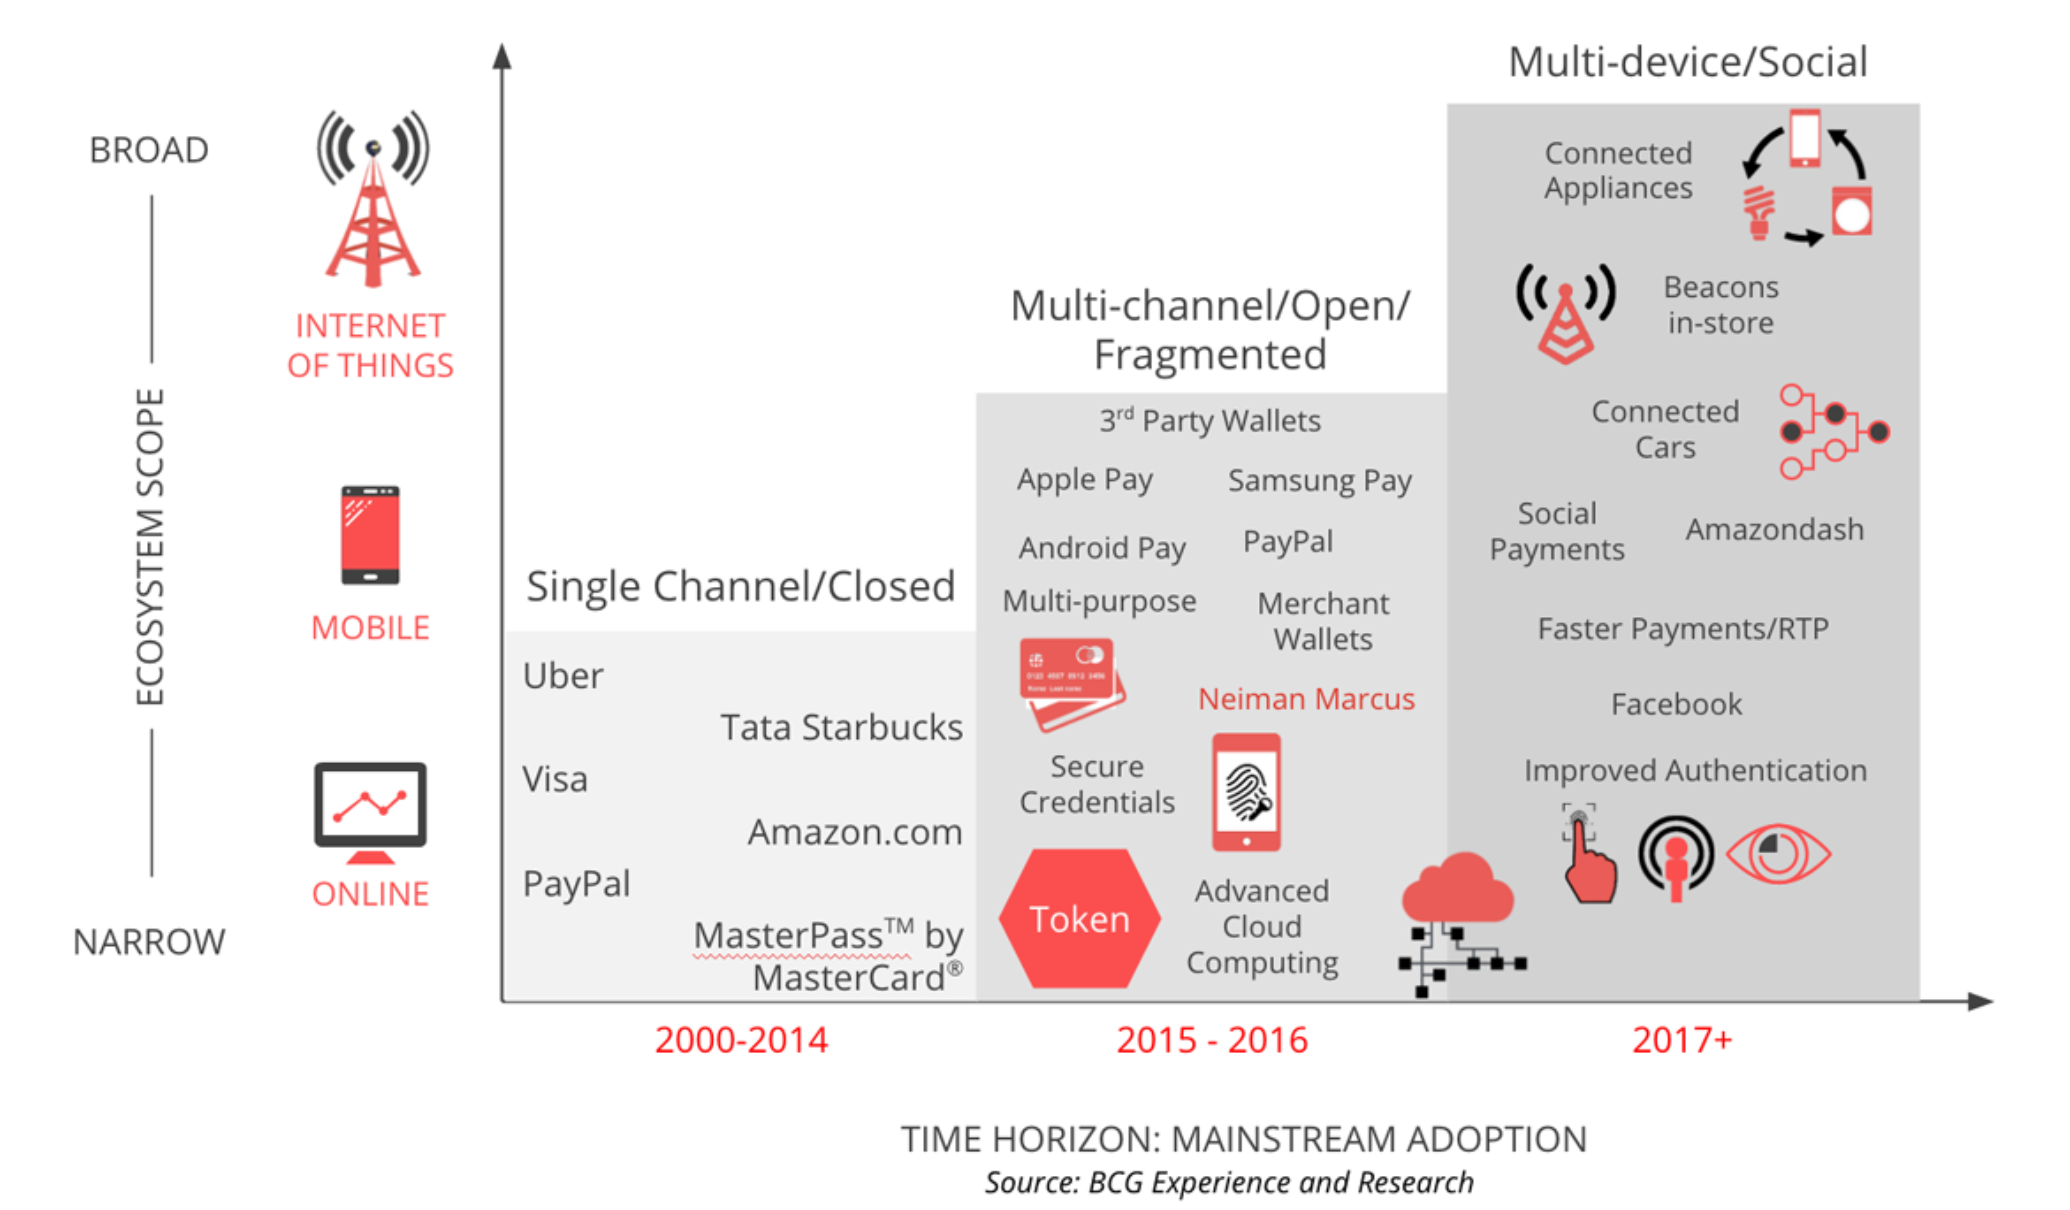 BROAD
ECOSYSTEM SCOPE
NARROW
INTERNET
OF THINGS
MOBILE
ONLINE
Single Channel/Closed
Uber
Tata Starbucks
Visa
Amazon.com
PayPal
MasterPass™ by
MasterCard®
2000-2014
Multi-channel/Open/
Fragmented
3rd Party Wallets
Apple Pay
Samsung Pay
Android Pay
PayPal
Multi-purpose
Merchant
Wallets
Neiman Marcus
Secure
Credentials
Token
Advanced
Cloud
Computing
2015 - 2016
Multi-device/Social
Connected
Appliances
Beacons
in-store
Connected
Cars
Social
Payments
Amazondash
Faster Payments/RTP
Facebook
Improved Authentication
2017+
TIME HORIZON: MAINSTREAM ADOPTION
Source: BCG Experience and Research